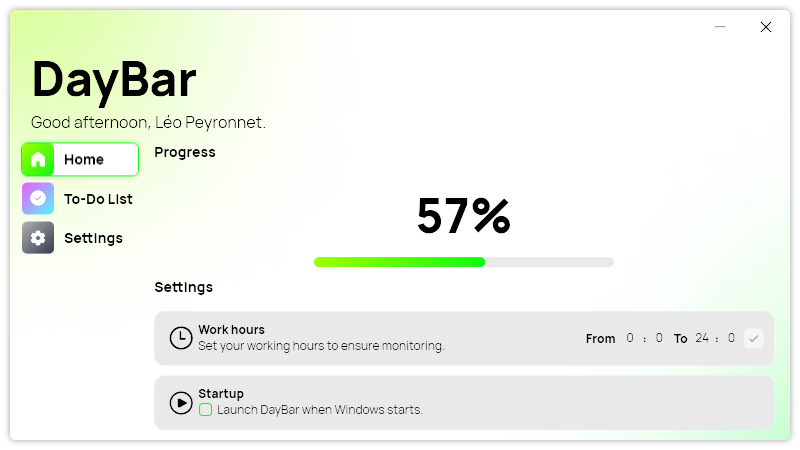 DayBar
Good afternoon, Léo Peyronnet.
Home
To-Do List
Settings
Progress
57%
Settings
Work hours
Set your working hours to ensure monitoring.
From 0 : 0 To 24 : 0
Startup
Launch DayBar when Windows starts.